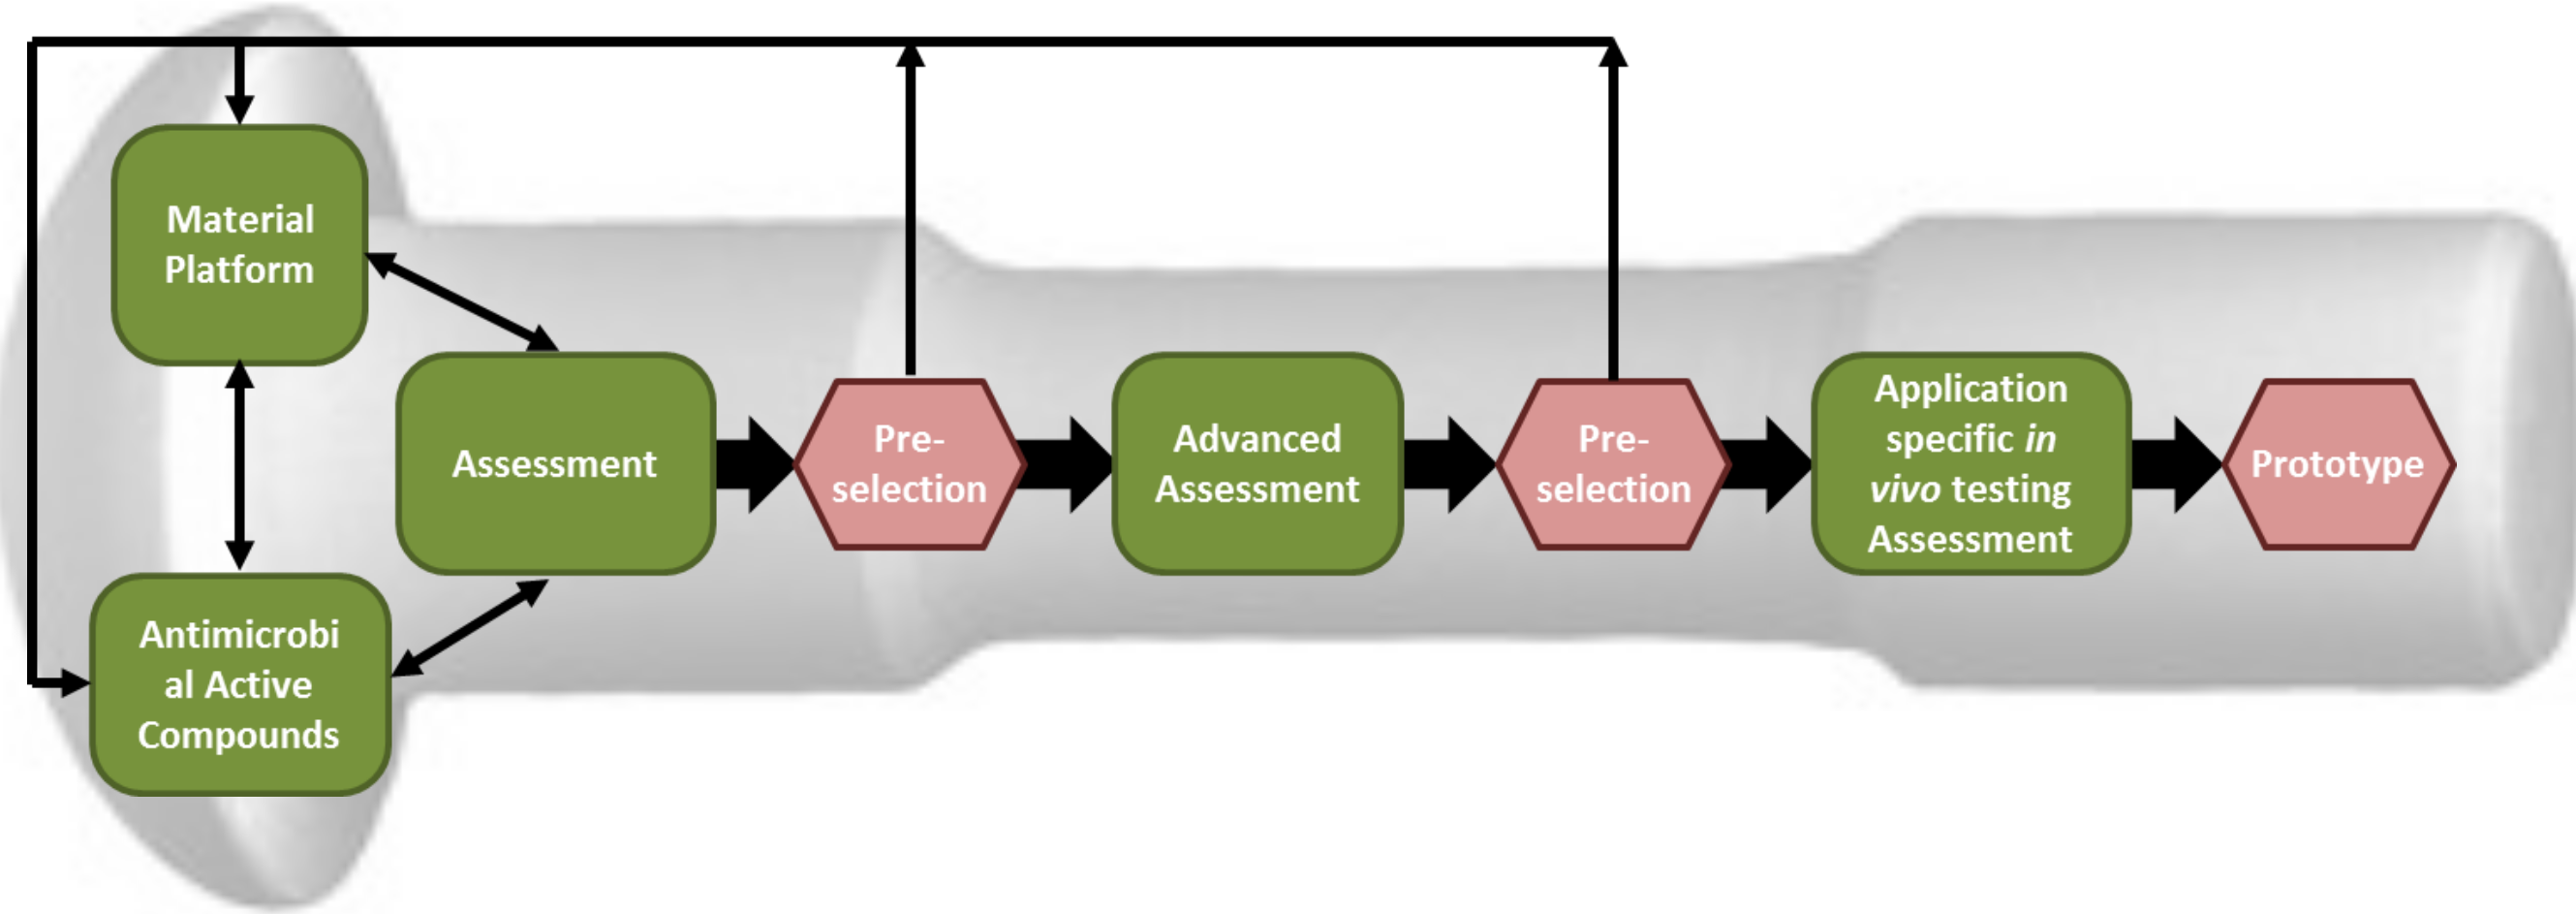 Material
Platform
Antimicrobi
al Active
Compounds
Assessment
Pre-
selection
Advanced
Assessment
Pre-
selection
Application
specific in
vivo testing
Assessment
Prototype